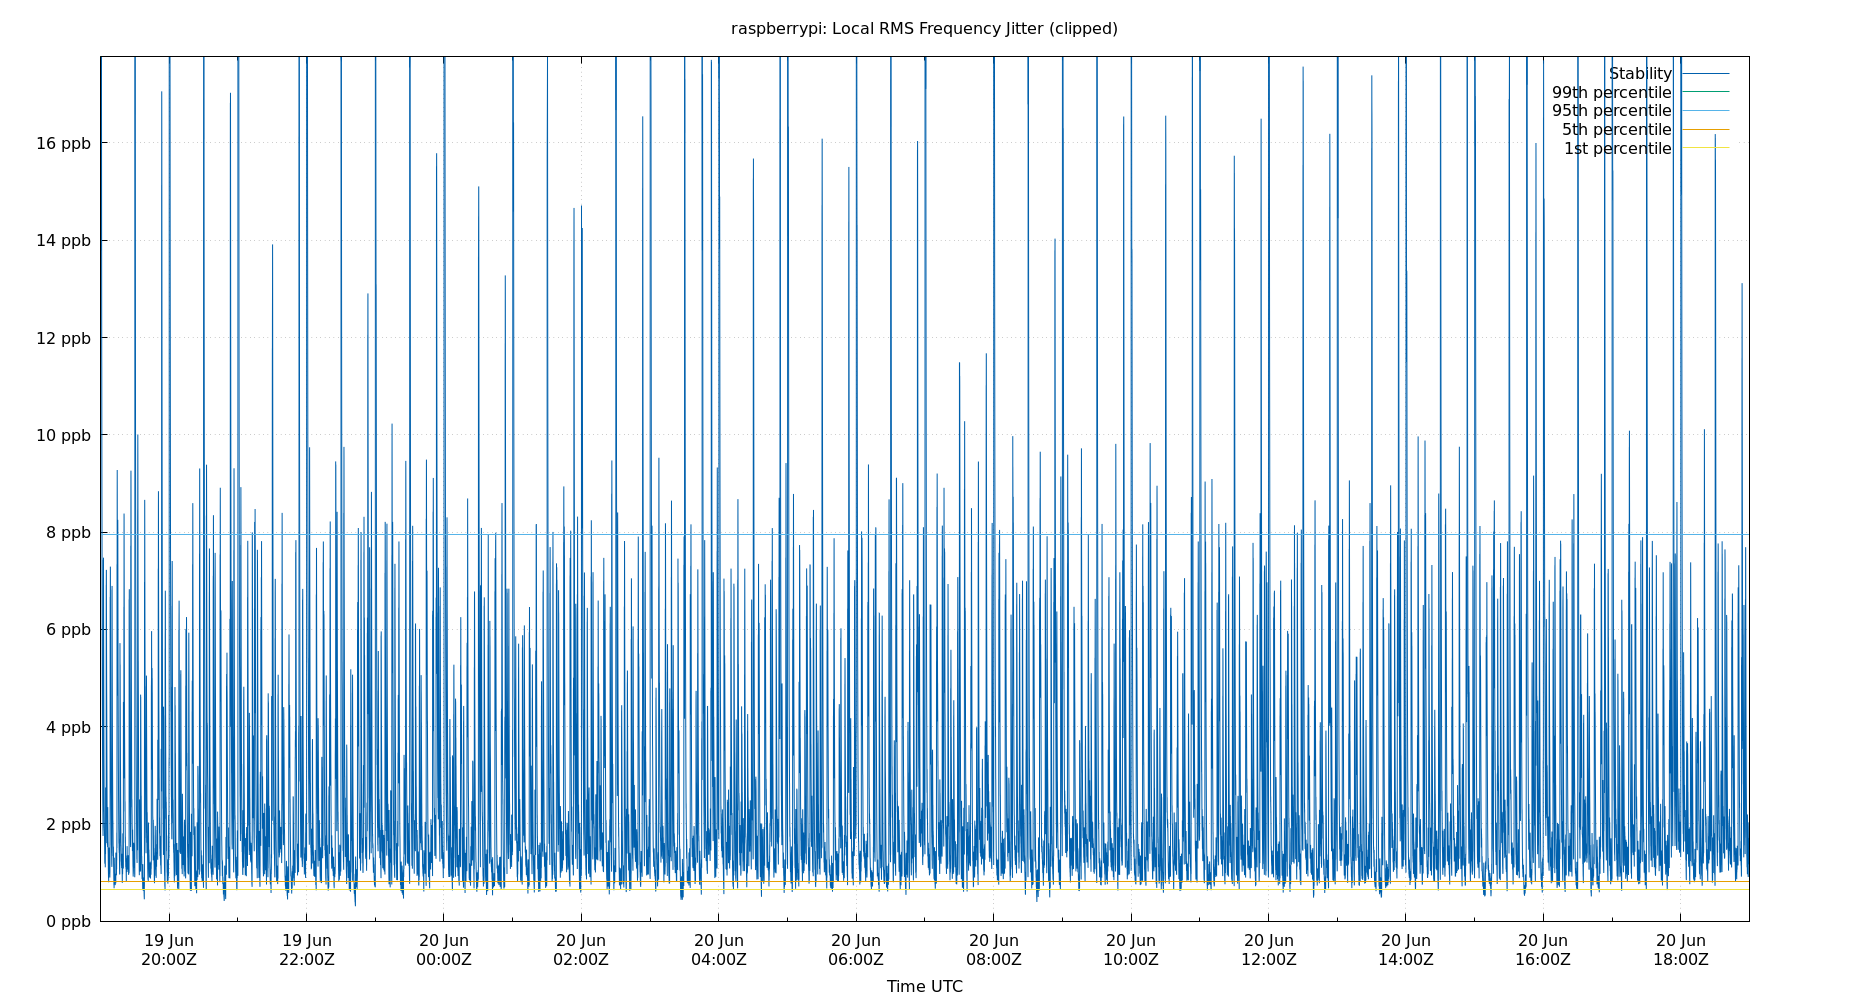 raspberrypi: Local RMS Frequency Jitter (clipped)
Stability
99th percentile
95th percentile
5th percentile
1st percentile
16 ppb
14 ppb
12 ppb
10 ppb
8 ppb
6 ppb
4 ppb
2 ppb
0 ppb
19 Jun 19 Jun 20 Jun 20 Jun 20 Jun 20 Jun 20 Jun 20 Jun 20 Jun 20 Jun 20 Jun 20 Jun
20:00Z 22:00Z 00:00Z 02:00Z 04:00Z 06:00Z 08:00Z 10:00Z 12:00Z 14:00Z 16:00Z 18:00Z
Time UTC